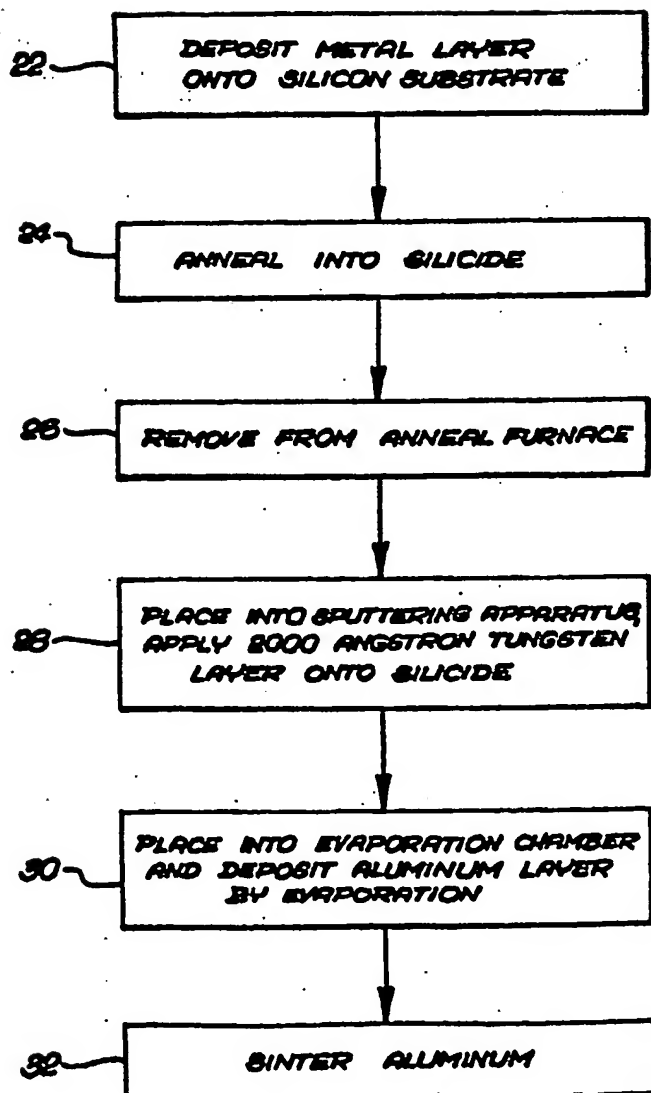 22
DEPOSIT METAL LAYER
ONTO SILICON SUBSTRATE
24
ANNEAL INTO SILICIDE
26
REMOVE FROM ANNEAL FURNACE
28
PLACE INTO SPUTTERING APPARATUS,
APPLY 2000 ANGSTRON TUNGSTEN
LAYER ONTO SILICIDE
30
PLACE INTO EVAPORATION CHAMBER
AND DEPOSIT ALUMINUM LAYER
BY EVAPORATION
32
SINTER ALUMINUM